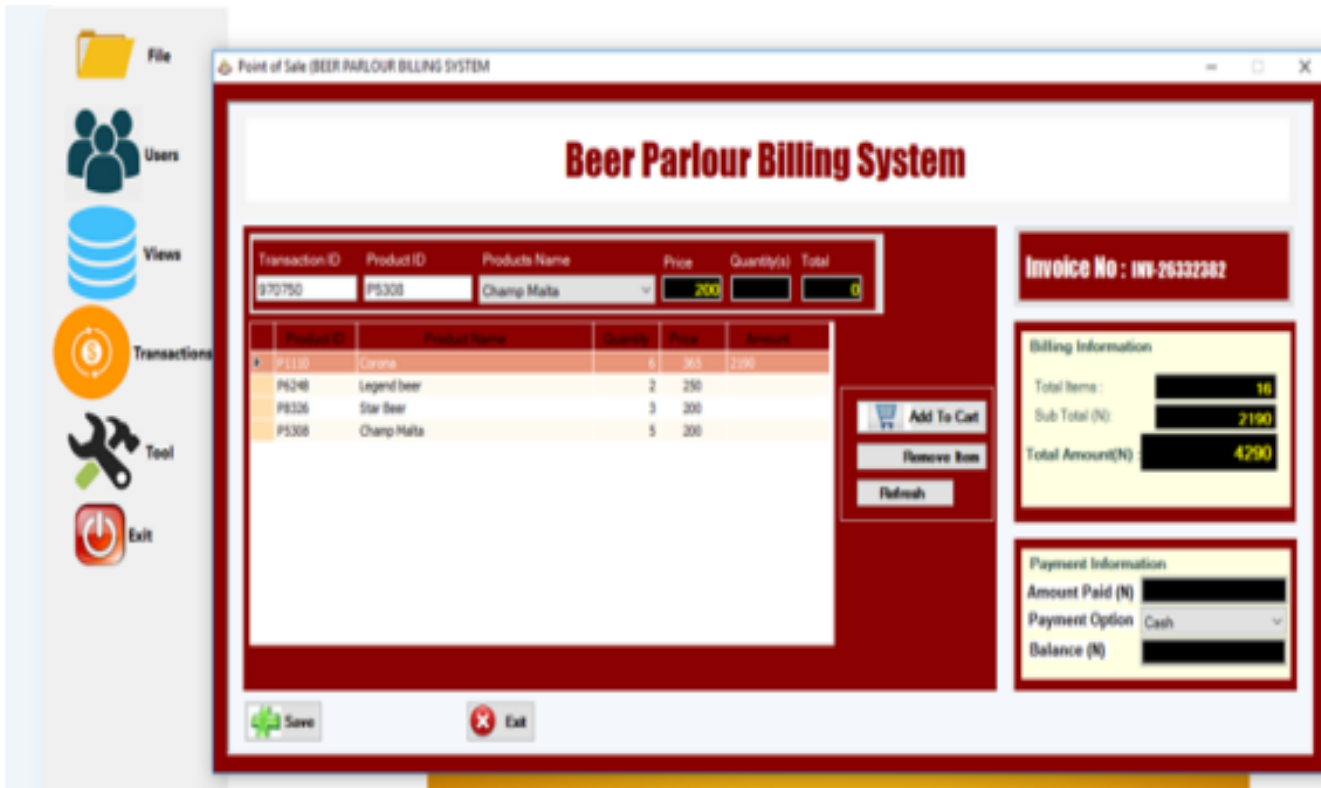 File
Users
Views
Transactions
Tool
Exit
Point of Sale (BEER PARLOUR BILLING SYSTEM
Beer Parlour Billing System
Transaction ID Product ID Products Name Price Quantity(s) Total
970750 P5308 Champ Malta 200 0
Product ID Product Name Quantity Price Amount
P1110 Corona 6 365 2190
P6248 Legend beer 2 250
P8326 Star Beer 3 200
P5308 Champ Malta 5 200
Add To Cart
Remove Item
Refresh
Invoice No : INV-26332382
Billing Information
Total Items : 16
Sub Total (N): 2190
Total Amount(N) : 4290
Payment Information
Amount Paid (N)
Payment Option Cash
Balance (N)
Save
Exit